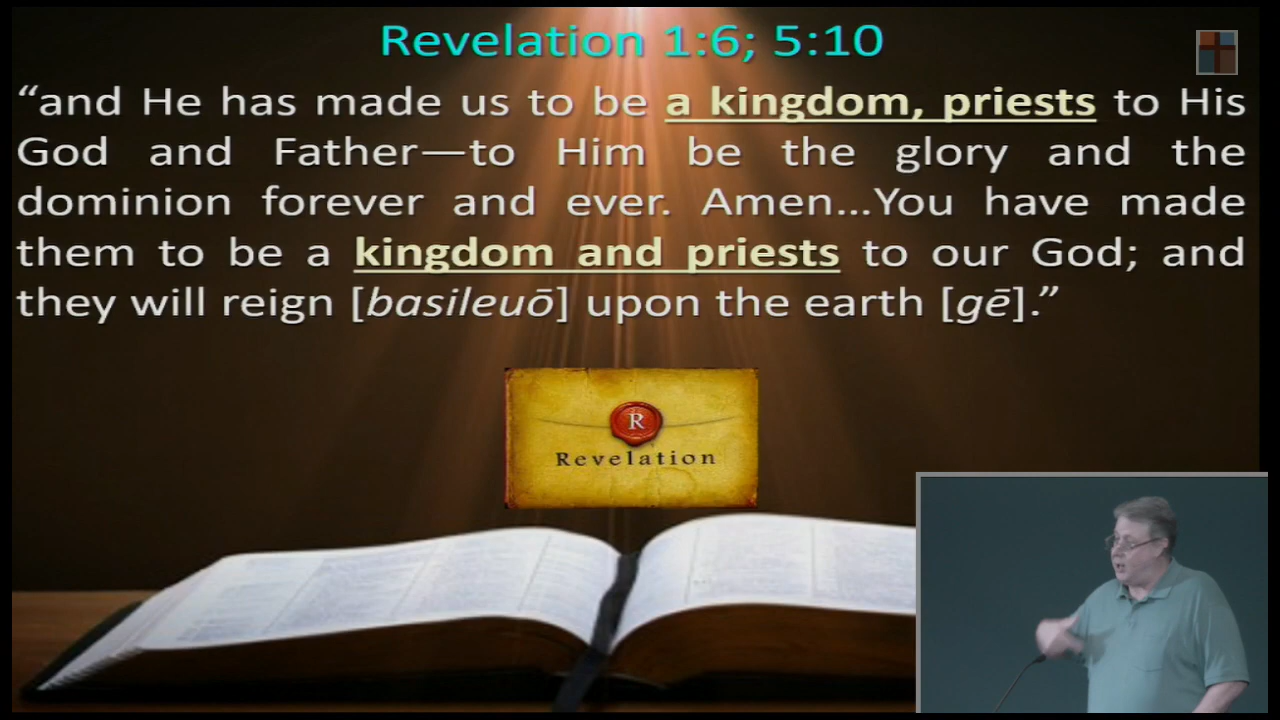 Revelation 1:6; 5:10
“and He has made us to be a kingdom, priests to His
God and Father—to Him be the glory and the
dominion forever and ever. Amen…You have made
them to be a kingdom and priests to our God; and
they will reign [basileuō] upon the earth [gē].”
R
Revelation